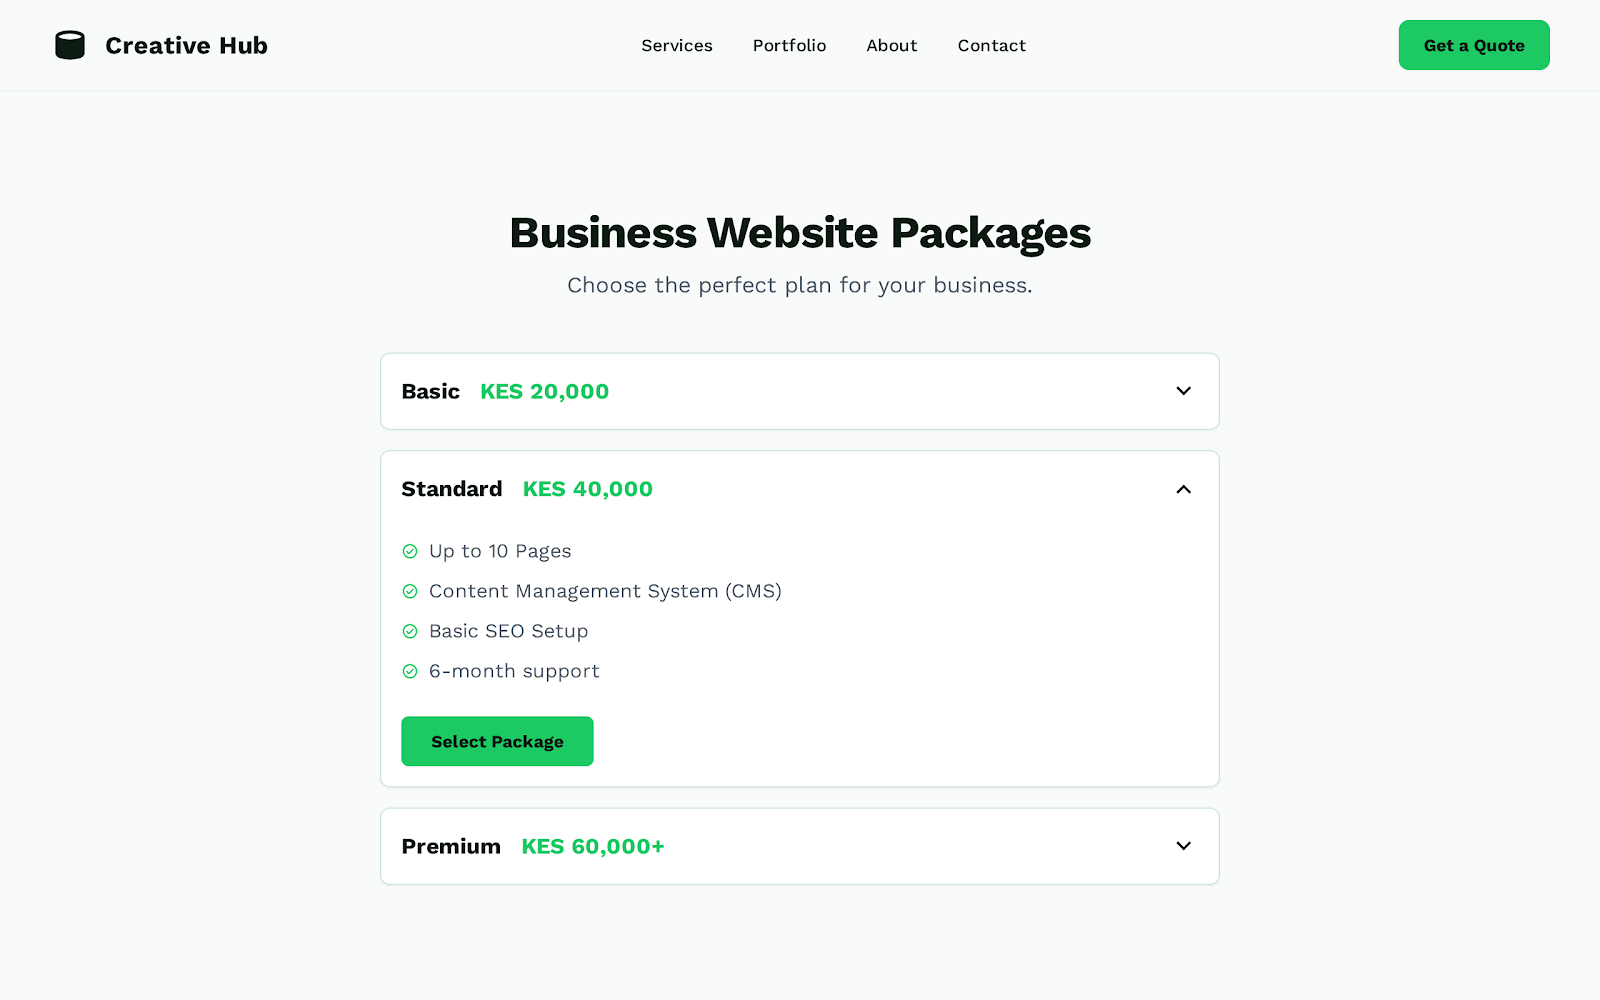 Creative Hub
Services
Portfolio
About
Contact
Get a Quote
Business Website Packages
Choose the perfect plan for your business.
Basic KES 20,000
Standard KES 40,000
Up to 10 Pages
Content Management System (CMS)
Basic SEO Setup
6-month support
Select Package
Premium KES 60,000+